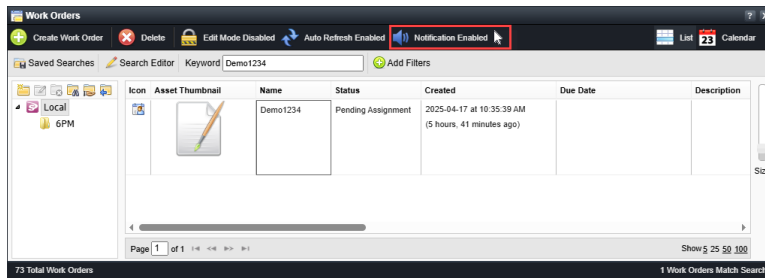 Work Orders ?
Create Work Order Delete Edit Mode Disabled Auto Refresh Enabled Notification Enabled List 23 Calendar
Saved Searches Search Editor Keyword Demo1234 Add Filters
Icon Asset Thumbnail Name Status Created Due Date Description
Local
6PM
Demo1234 Pending Assignment 2025-04-17 at 10:35:39 AM
(5 hours, 41 minutes ago)
Siz
Page 1 of 1 Show 5 25 50 100
73 Total Work Orders 1 Work Orders Match Search